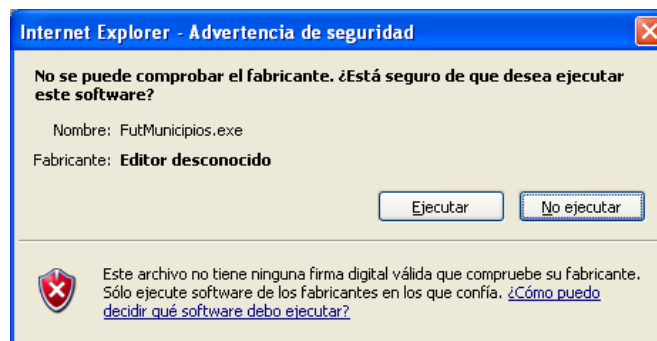 Internet Explorer - Advertencia de seguridad
No se puede comprobar el fabricante. ¿Está seguro de que desea ejecutar
este software?
Nombre: FutMunicipios.exe
Fabricante: Editor desconocido
Ejecutar No ejecutar
Este archivo no tiene ninguna firma digital válida que compruebe su fabricante.
Sólo ejecute software de los fabricantes en los que confía. ¿Cómo puedo
decidir qué software debo ejecutar?